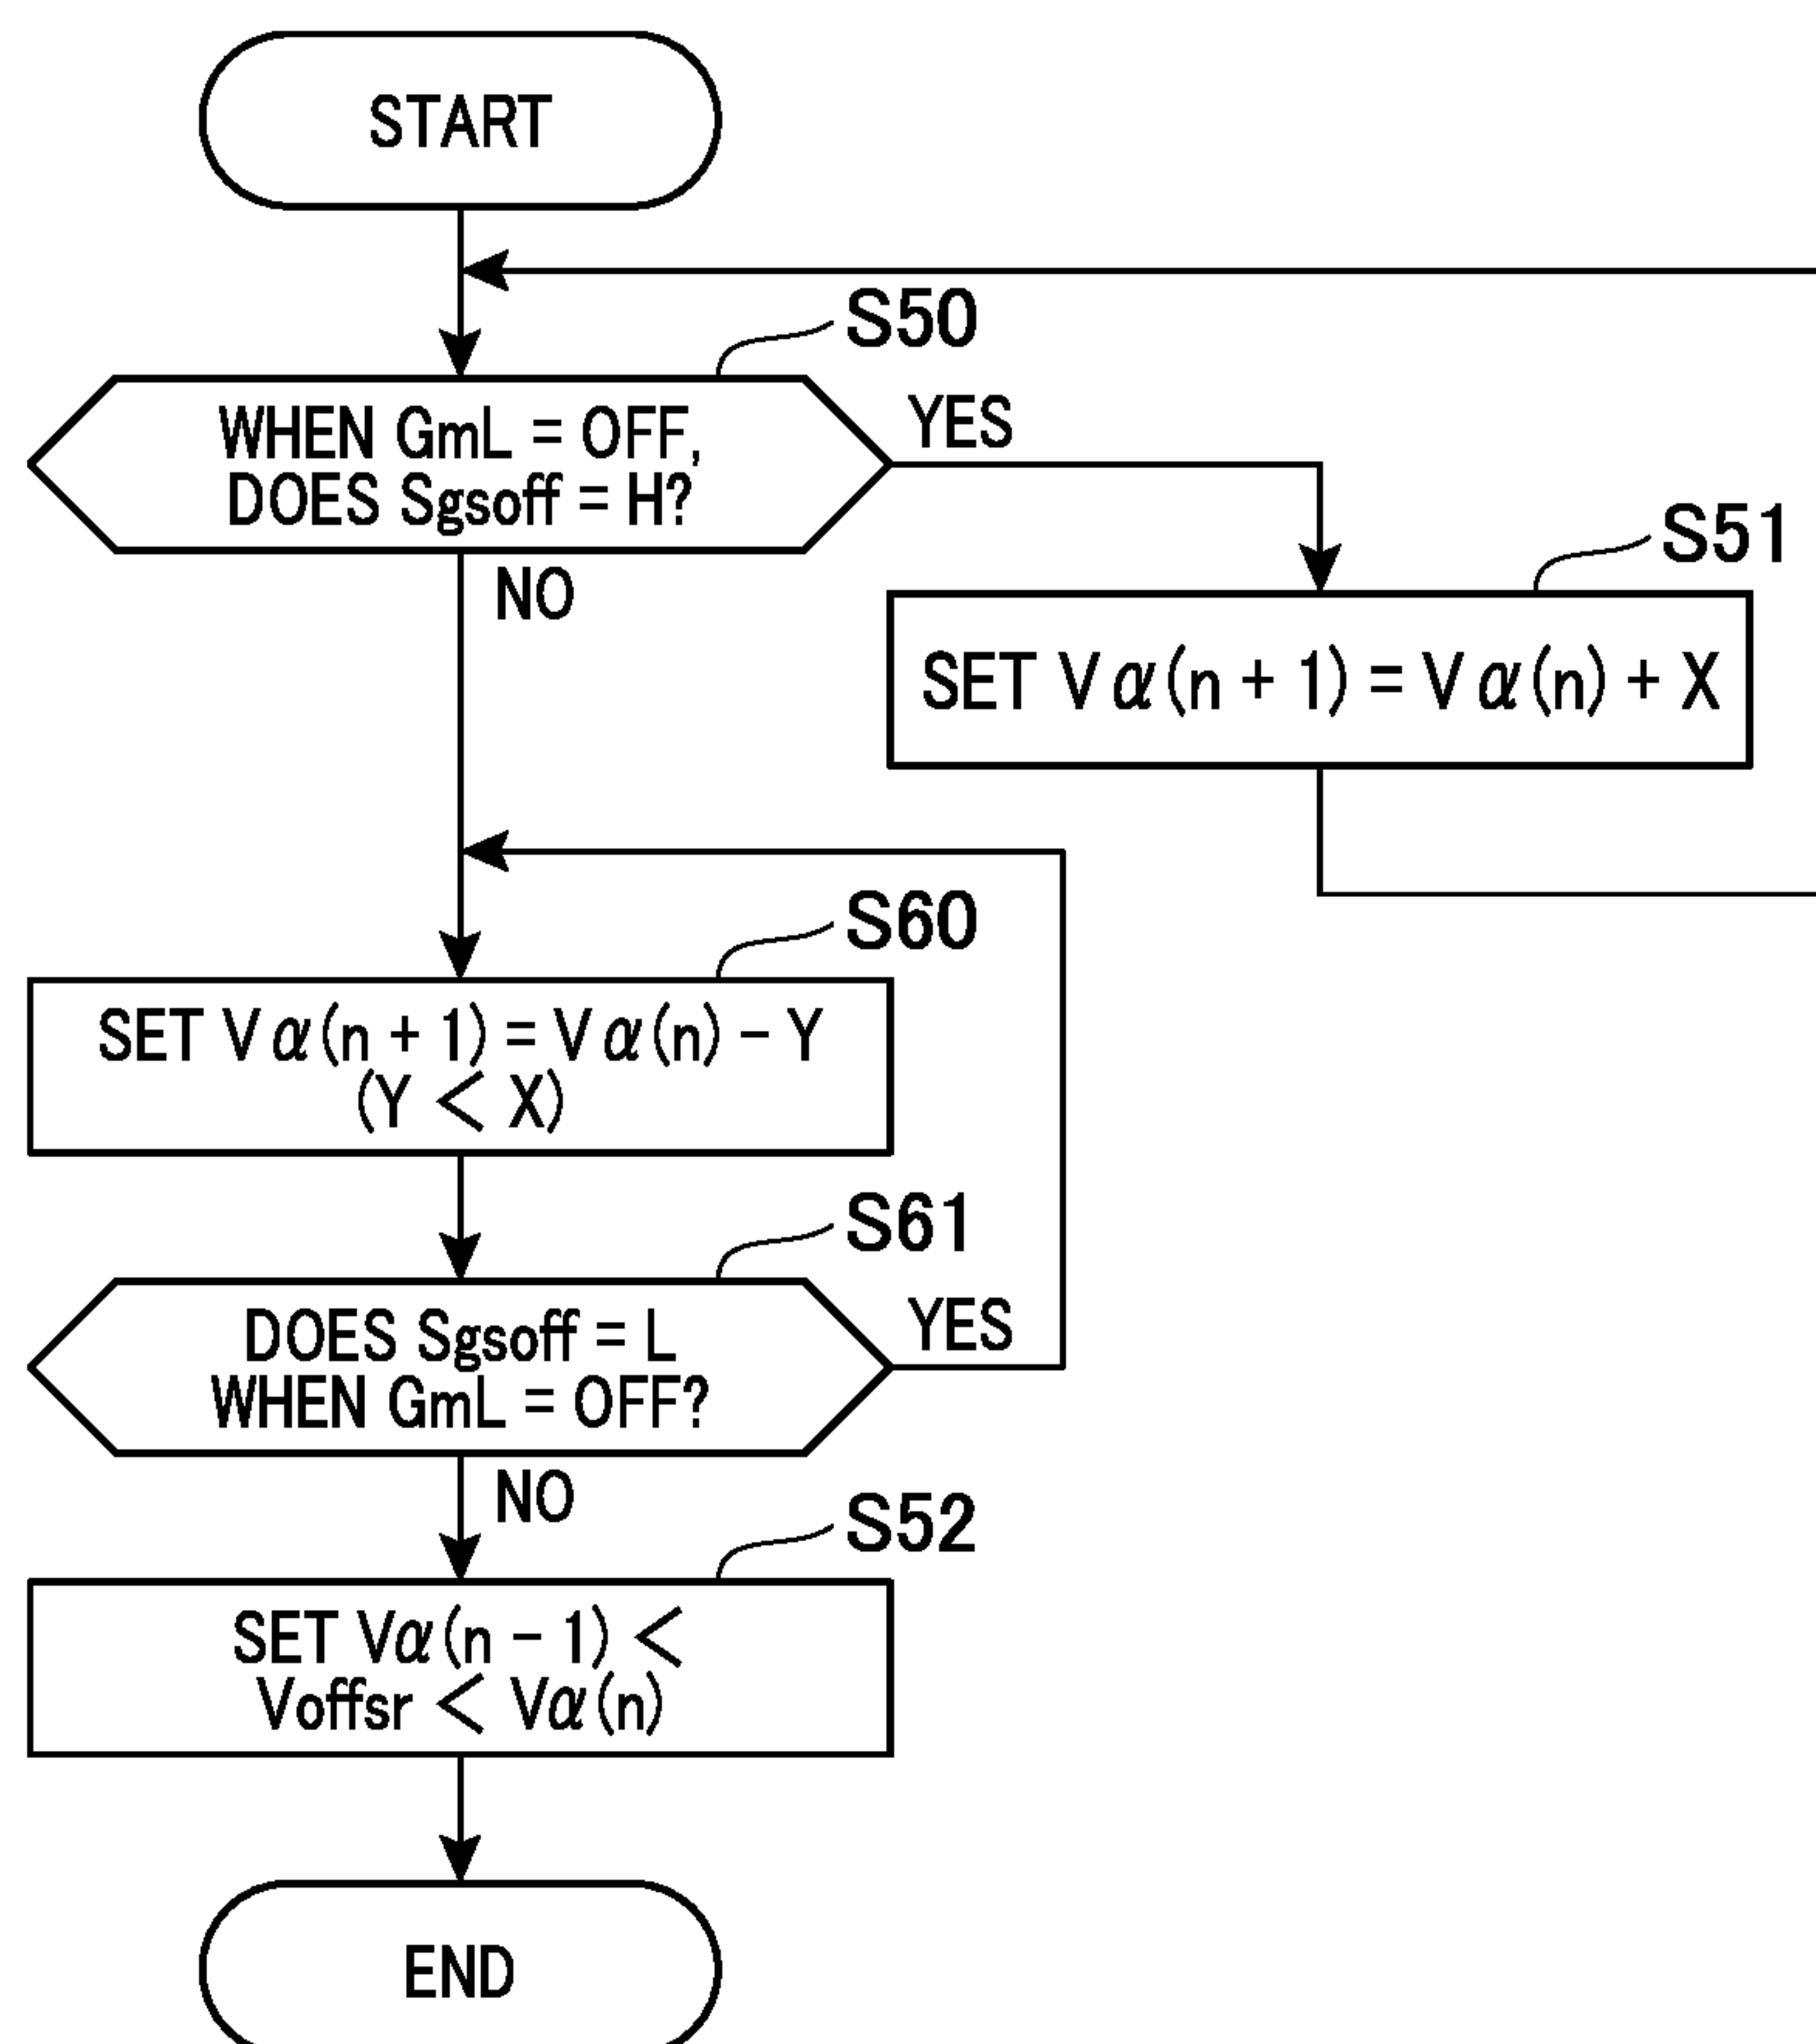 START
S50
WHEN GmL = OFF,
DOES Sgsoff = H?
YES
NO
S51
SET Vα(n + 1) = Vα(n) + X
S60
SET Vα(n + 1) = Vα(n) - Y
(Y < X)
S61
DOES Sgsoff = L
WHEN GmL = OFF?
YES
NO
S52
SET Vα(n - 1) <
Voffsr < Vα(n)
END